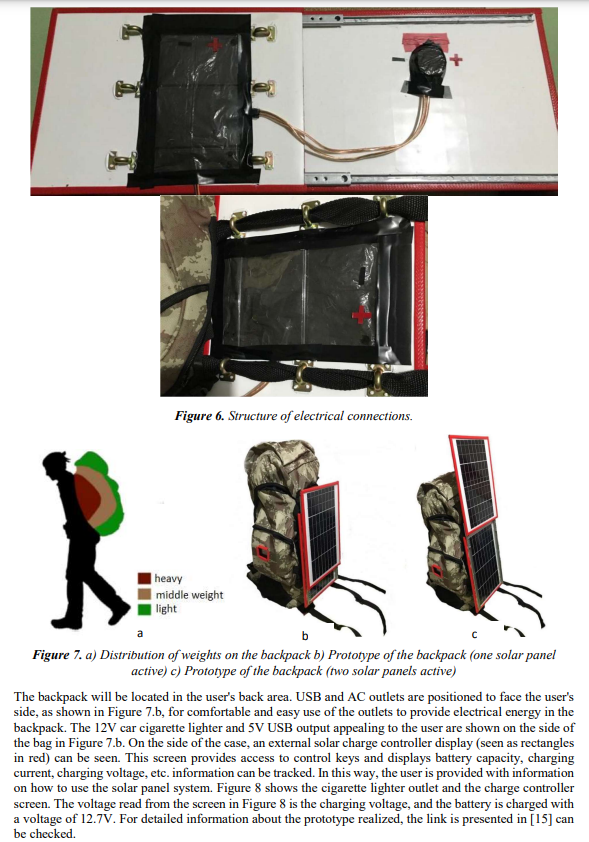 Figure 6. Structure of electrical connections.
heavy
middle weight
light
a
b
c
Figure 7. a) Distribution of weights on the backpack b) Prototype of the backpack (one solar panel
active) c) Prototype of the backpack (two solar panels active)
The backpack will be located in the user's back area. USB and AC outlets are positioned to face the user's
side, as shown in Figure 7.b, for comfortable and easy use of the outlets to provide electrical energy in the
backpack. The 12V car cigarette lighter and 5V USB output appealing to the user are shown on the side of
the bag in Figure 7.b. On the side of the case, an external solar charge controller display (seen as rectangles
in red) can be seen. This screen provides access to control keys and displays battery capacity, charging
current, charging voltage, etc. information can be tracked. In this way, the user is provided with information
on how to use the solar panel system. Figure 8 shows the cigarette lighter outlet and the charge controller
screen. The voltage read from the screen in Figure 8 is the charging voltage, and the battery is charged with
a voltage of 12.7V. For detailed information about the prototype realized, the link is presented in [15] can
be checked.